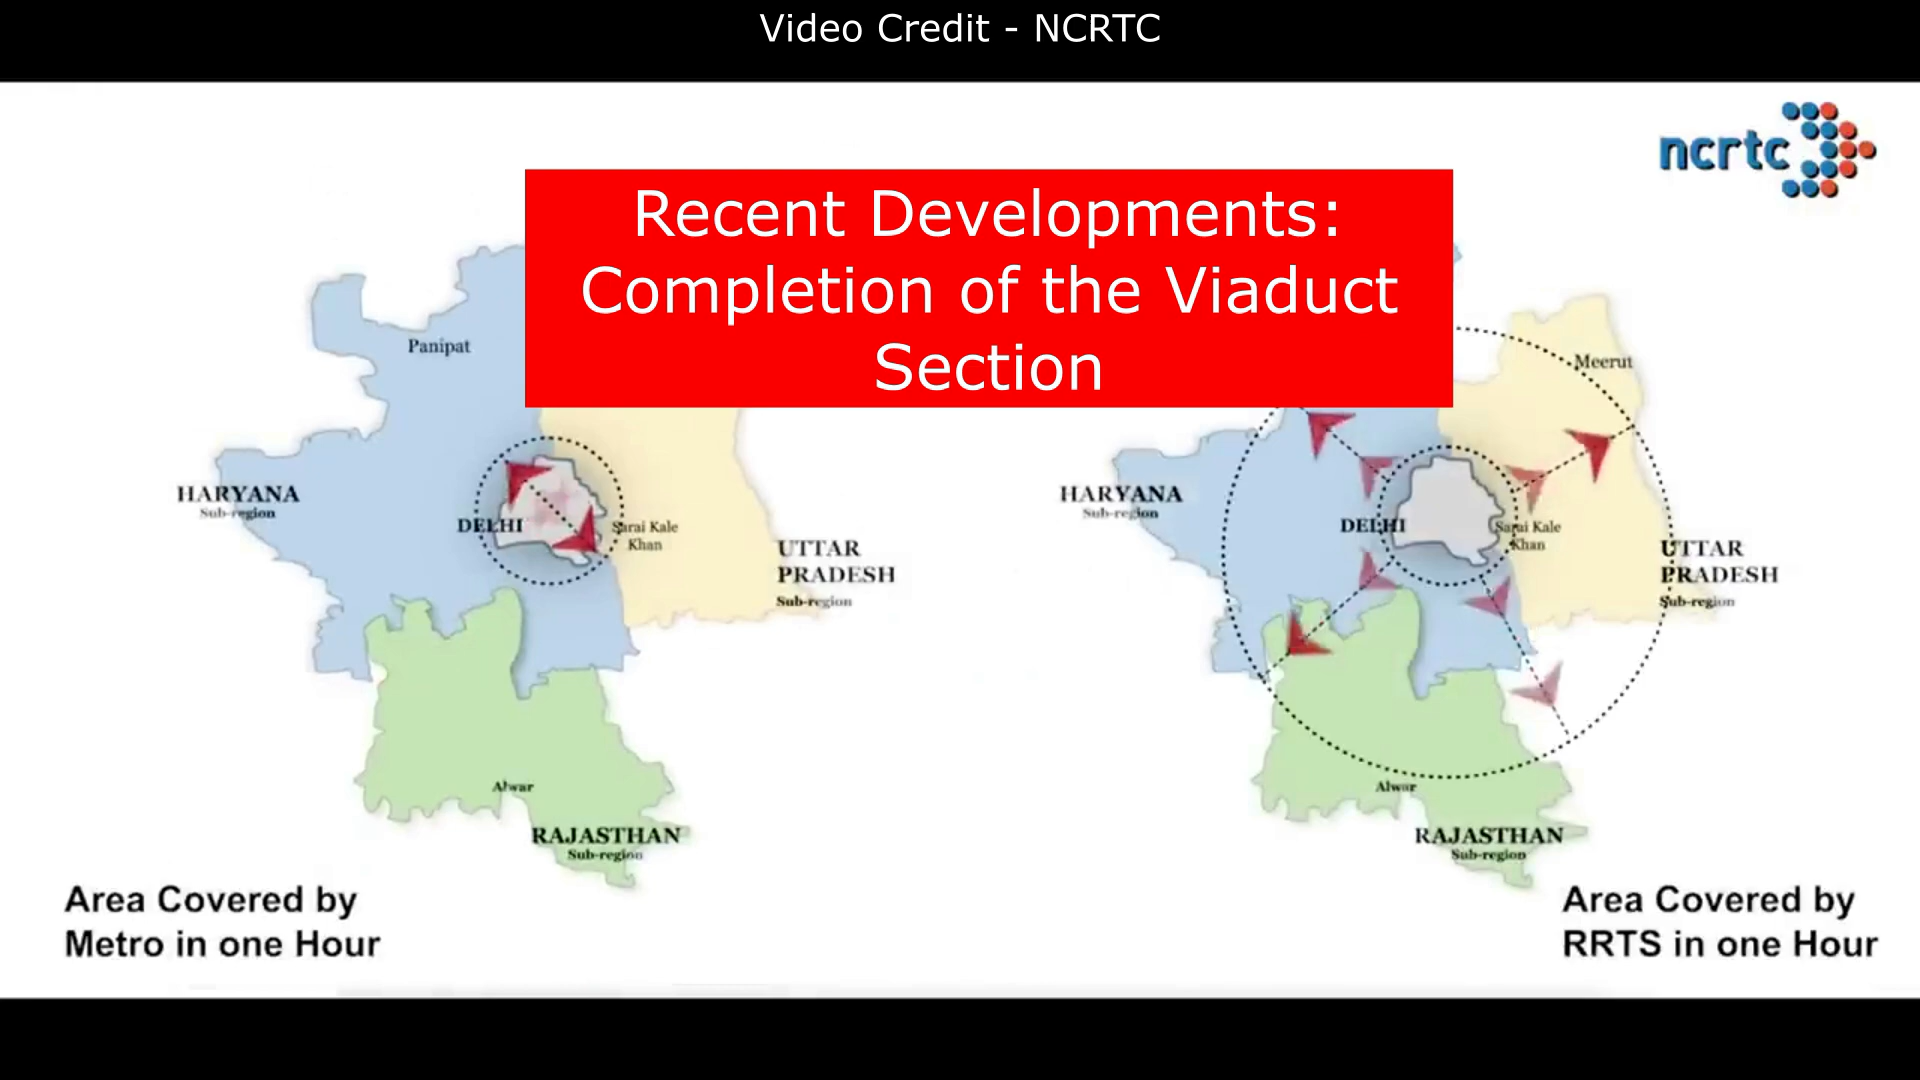 Video Credit - NCRTC
ncrtc
Recent Developments:
Completion of the Viaduct
Section
Panipat
HARYANA
Sub-region
DELHI
Sarai Kale
Khan
UTTAR
PRADESH
Sub-region
Alwar
RAJASTHAN
Sub-region
Area Covered by
Metro in one Hour
Meerut
HARYANA
Sub-region
DELHI
Sarai Kale
Khan
UTTAR
PRADESH
Sub-region
Alwar
RAJASTHAN
Sub-region
Area Covered by
RRTS in one Hour